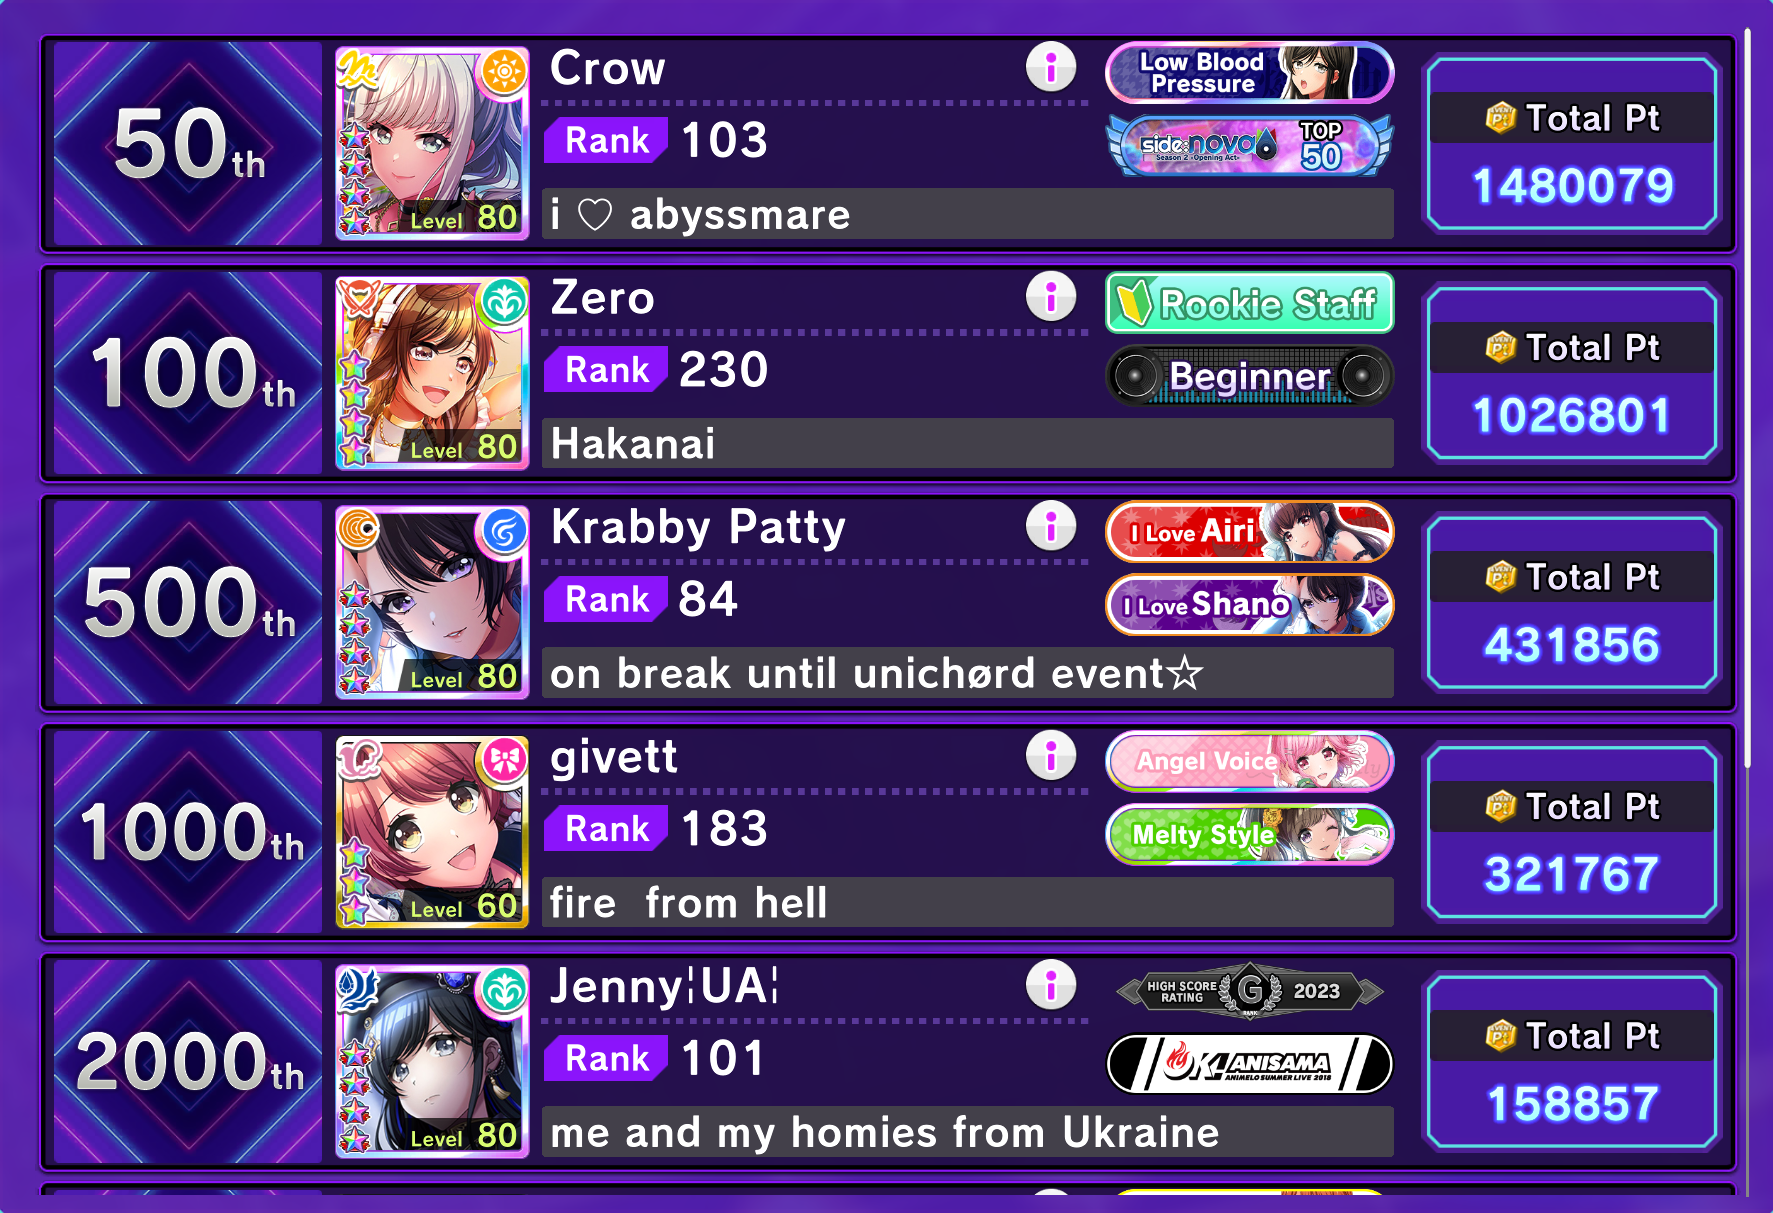 50th
Level 80
Crow
Rank 103
i ♡ abyssmare
Low Blood
Pressure
side:nova
Season 2 -Opening Act-
TOP
50
Total Pt
1480079
100th
Level 80
Zero
Rank 230
Hakanai
Rookie Staff
Beginner
Total Pt
1026801
500th
Level 80
Krabby Patty
Rank 84
on break until unichørd event☆
I Love Airi
I Love Shano
Total Pt
431856
1000th
Level 60
givett
Rank 183
fire  from hell
Angel Voice
Melty Style
Total Pt
321767
2000th
Level 80
Jenny¦UA¦
Rank 101
me and my homies from Ukraine
HIGH SCORE
RATING
G
RANK
2023
ANISAMA
ANIMELO SUMMER LIVE 2018
Total Pt
158857